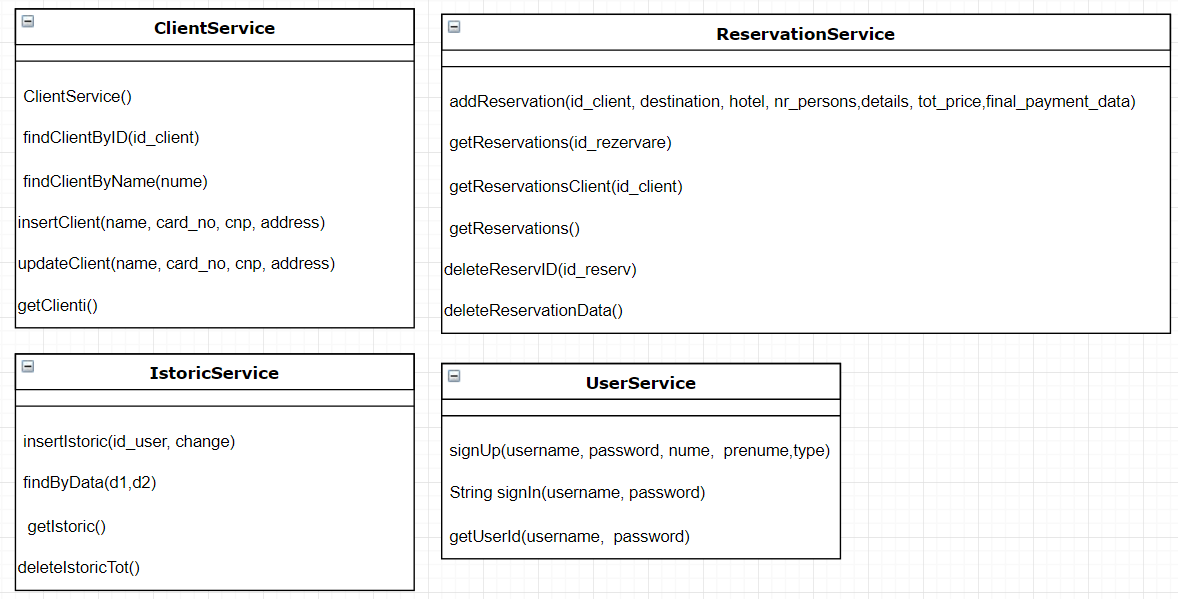 ClientService
ClientService()
findClientByID(id_client)
findClientByName(nume)
insertClient(name, card_no, cnp, address)
updateClient(name, card_no, cnp, address)
getClienti()
ReservationService
addReservation(id_client, destination, hotel, nr_persons,details, tot_price,final_payment_data)
getReservations(id_rezervare)
getReservationsClient(id_client)
getReservations()
deleteReservID(id_reserv)
deleteReservationData()
IstoricService
insertIstoric(id_user, change)
findByData(d1,d2)
getIstoric()
deleteIstoricTot()
UserService
signUp(username, password, nume,  prenume,type)
String signIn(username, password)
getUserId(username,  password)